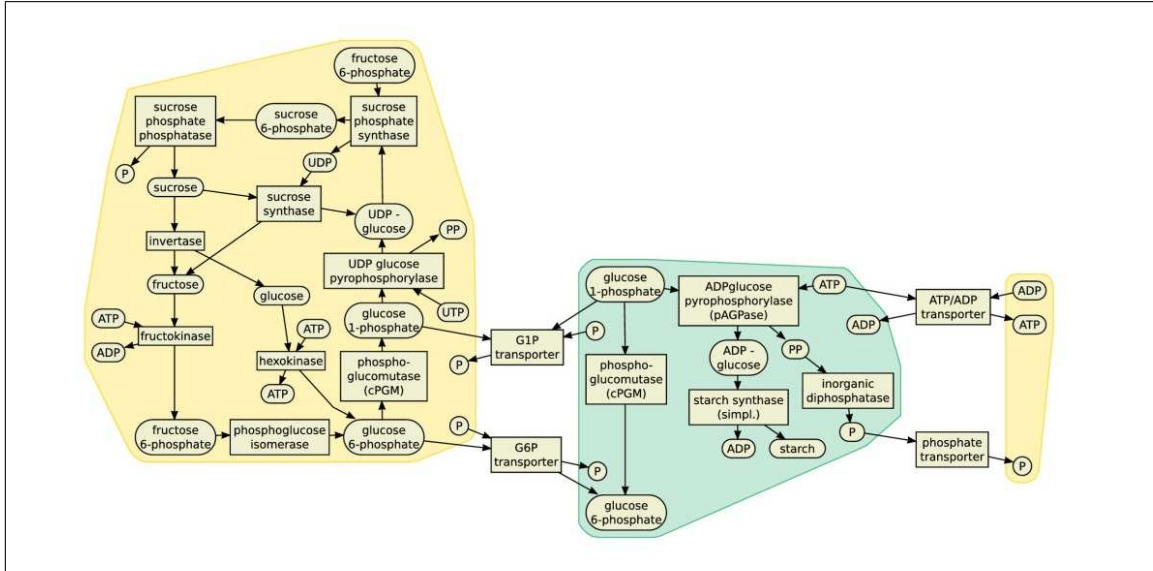 fructose
6-phosphate
sucrose
phosphate
phosphatase
sucrose
6-phosphate
sucrose
phosphate
synthase
P
UDP
sucrose
sucrose
synthase
UDP -
glucose
PP
invertase
UDP glucose
pyrophosphorylase
fructose
glucose
UTP
ATP
fructokinase
ADP
ATP
hexokinase
ATP
glucose
1-phosphate
phospho-
glucomutase
(cPGM)
fructose
6-phosphate
phosphoglucose
isomerase
glucose
6-phosphate
G1P
transporter
P
P
P
G6P
transporter
P
glucose
1-phosphate
phospho-
glucomutase
(cPGM)
glucose
6-phosphate
ADPglucose
pyrophosphorylase
(pAGPase)
ATP
ADP
ADP -
glucose
PP
starch synthase
(simpl.)
inorganic
diphosphatase
ADP
starch
P
ATP/ADP
transporter
ADP
ATP
phosphate
transporter
P